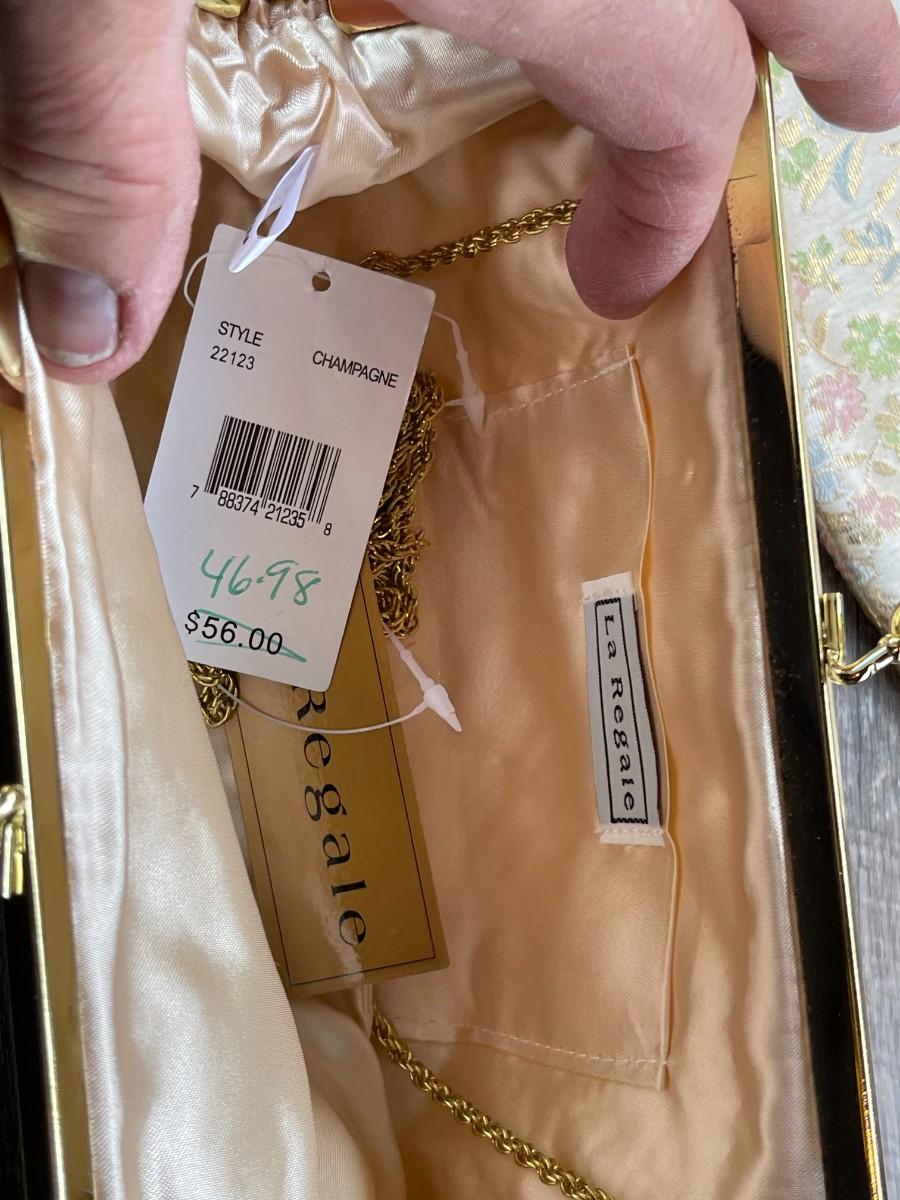 STYLE
22123
CHAMPAGNE
7 88374 21235 8
46.98
$56.00
Regale
La Regale